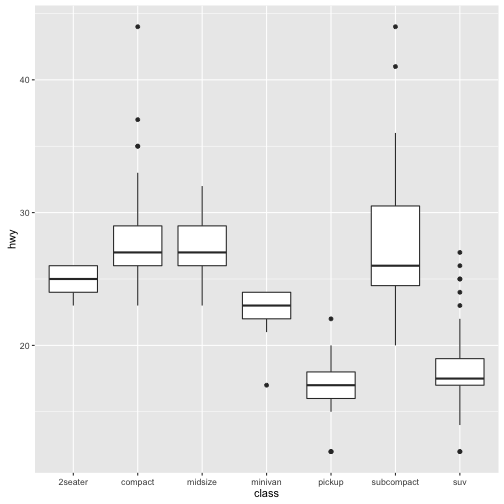 40
30
20
hwy
2seater compact midsize minivan pickup subcompact suv
class